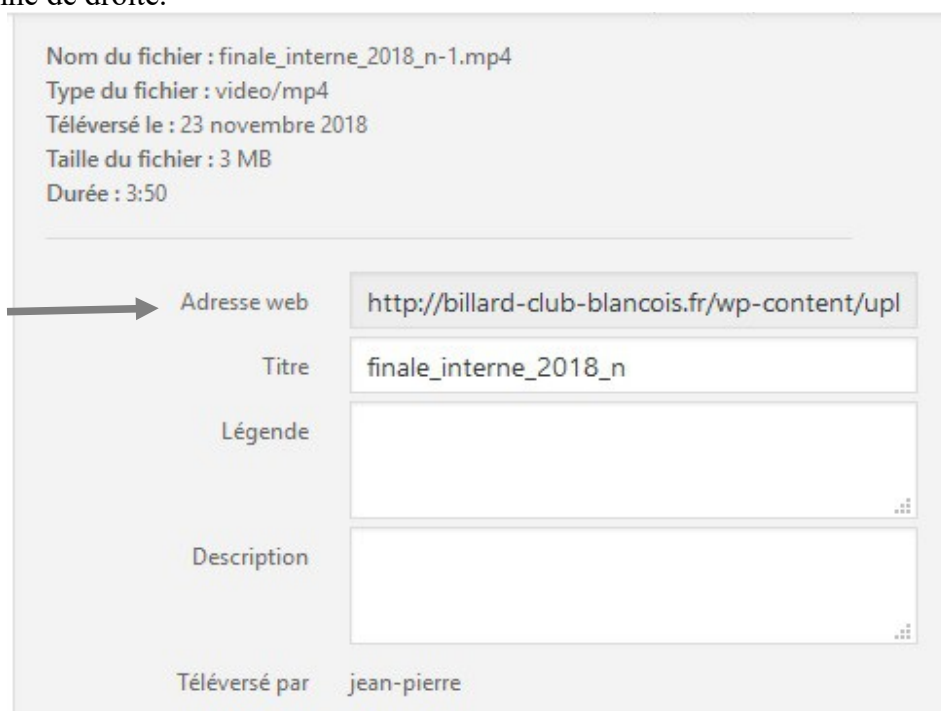 de droite.
Nom du fichier : finale_interne_2018_n-1.mp4
Type du fichier : video/mp4
Téléversé le : 23 novembre 2018
Taille du fichier : 3 MB
Durée : 3:50
Adresse web http://billard-club-blancois.fr/wp-content/upl
Titre finale_interne_2018_n
Légende
Description
Téléversé par jean-pierre